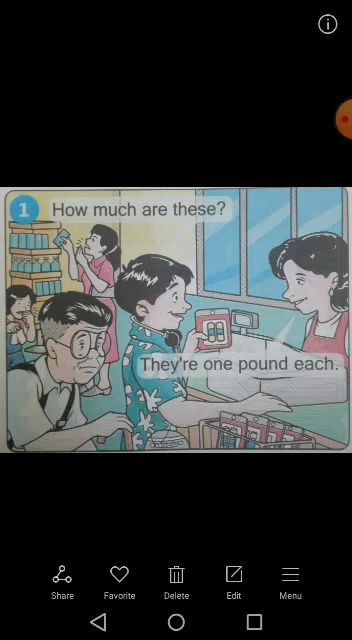 1 How much are these?
They're one pound each.
Share Favorite Delete Edit Menu